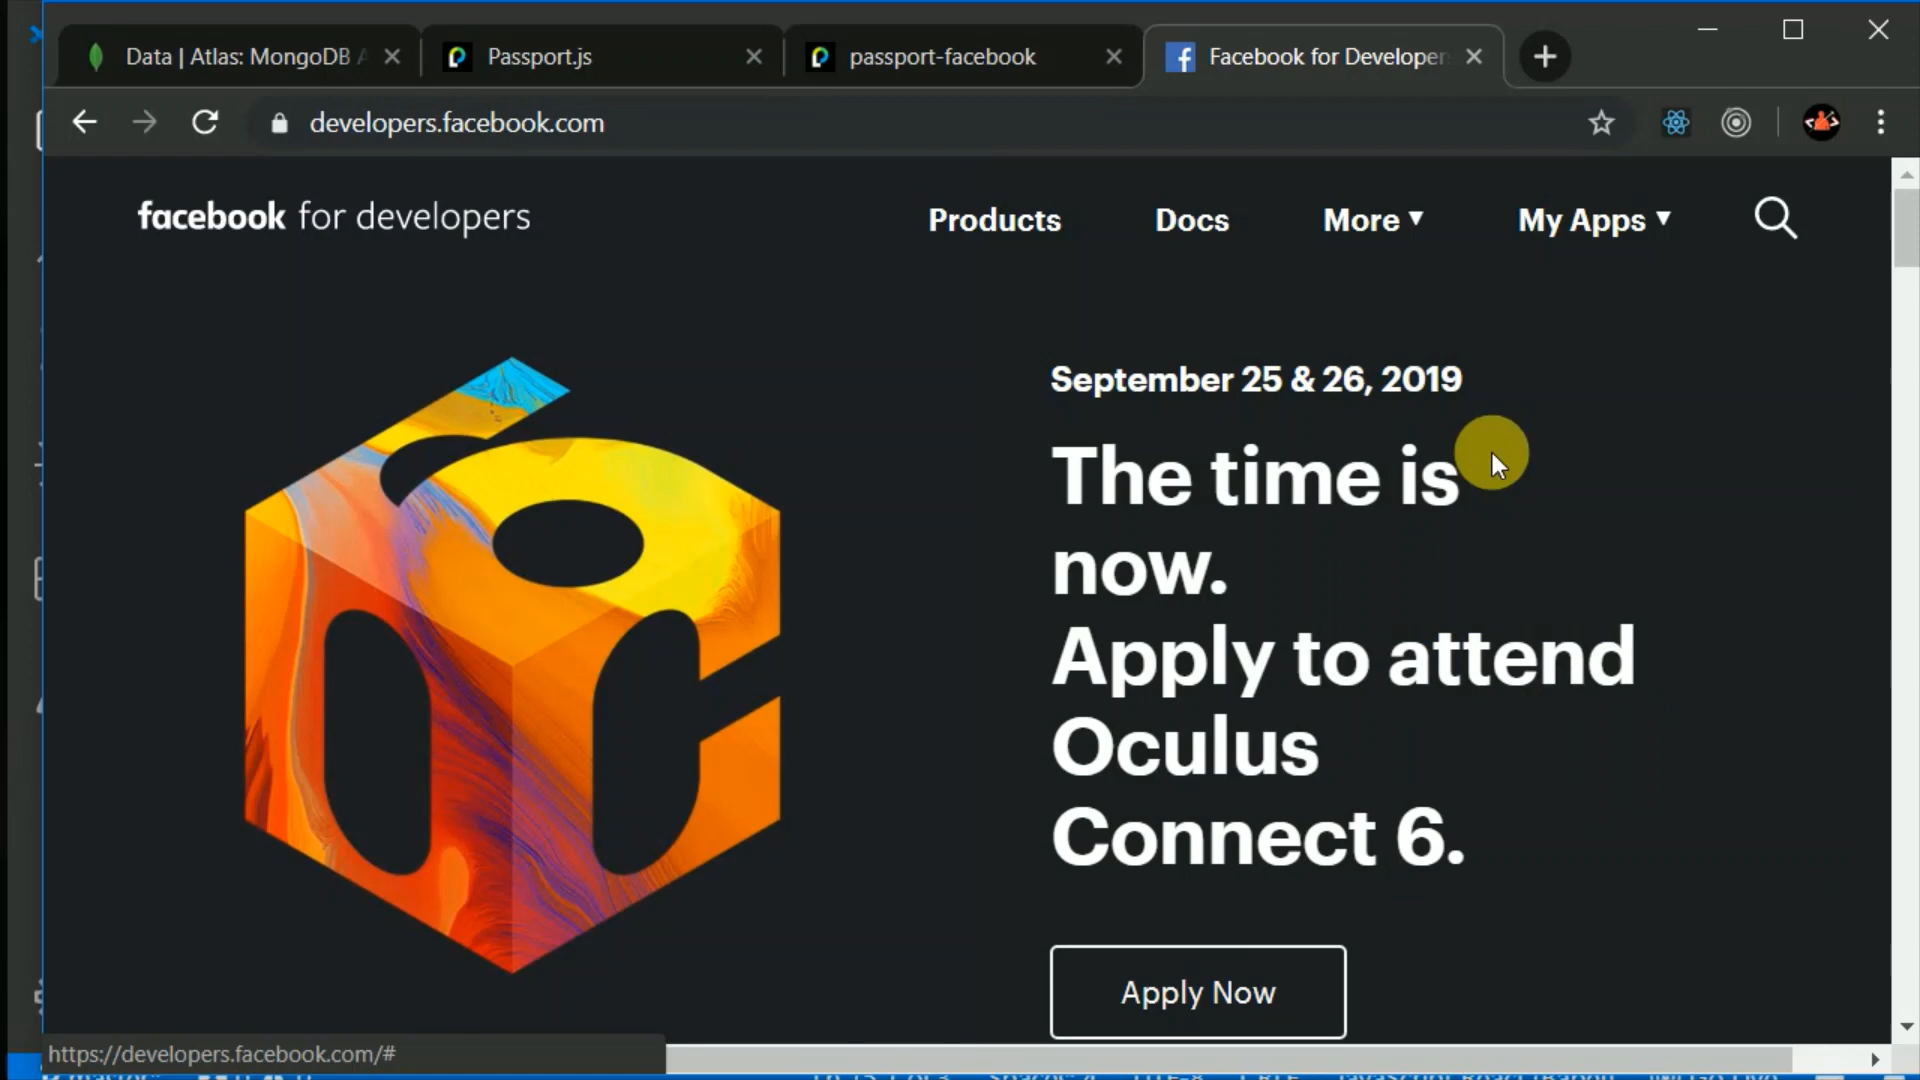 Data | Atlas: MongoDB A
Passport.js
passport-facebook
Facebook for Developer
developers.facebook.com
facebook for developers
Products
Docs
More
My Apps
September 25 & 26, 2019
The time is
now.
Apply to attend
Oculus
Connect 6.
Apply Now
https://developers.facebook.com/#